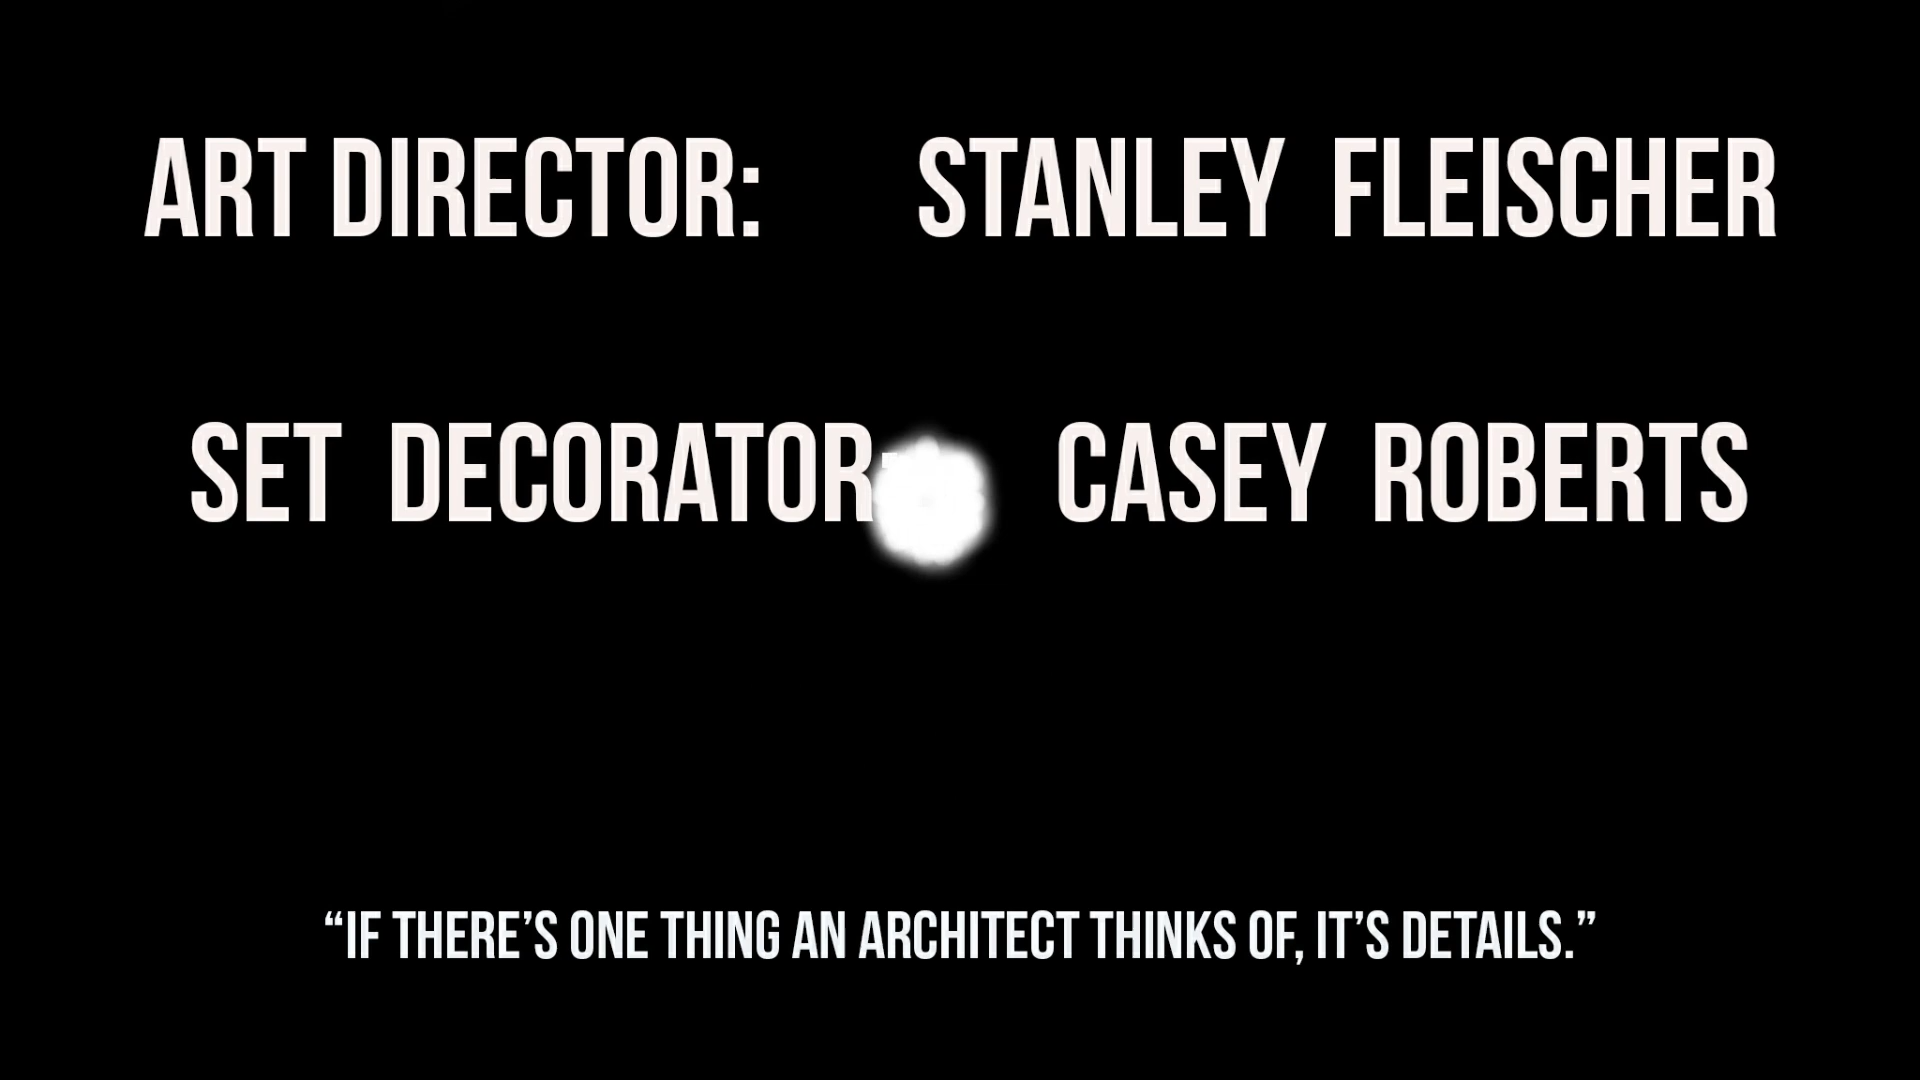 ART DIRECTOR: STANLEY FLEISCHER
SET DECORATOR: CASEY ROBERTS
“IF THERE’S ONE THING AN ARCHITECT THINKS OF, IT’S DETAILS.”